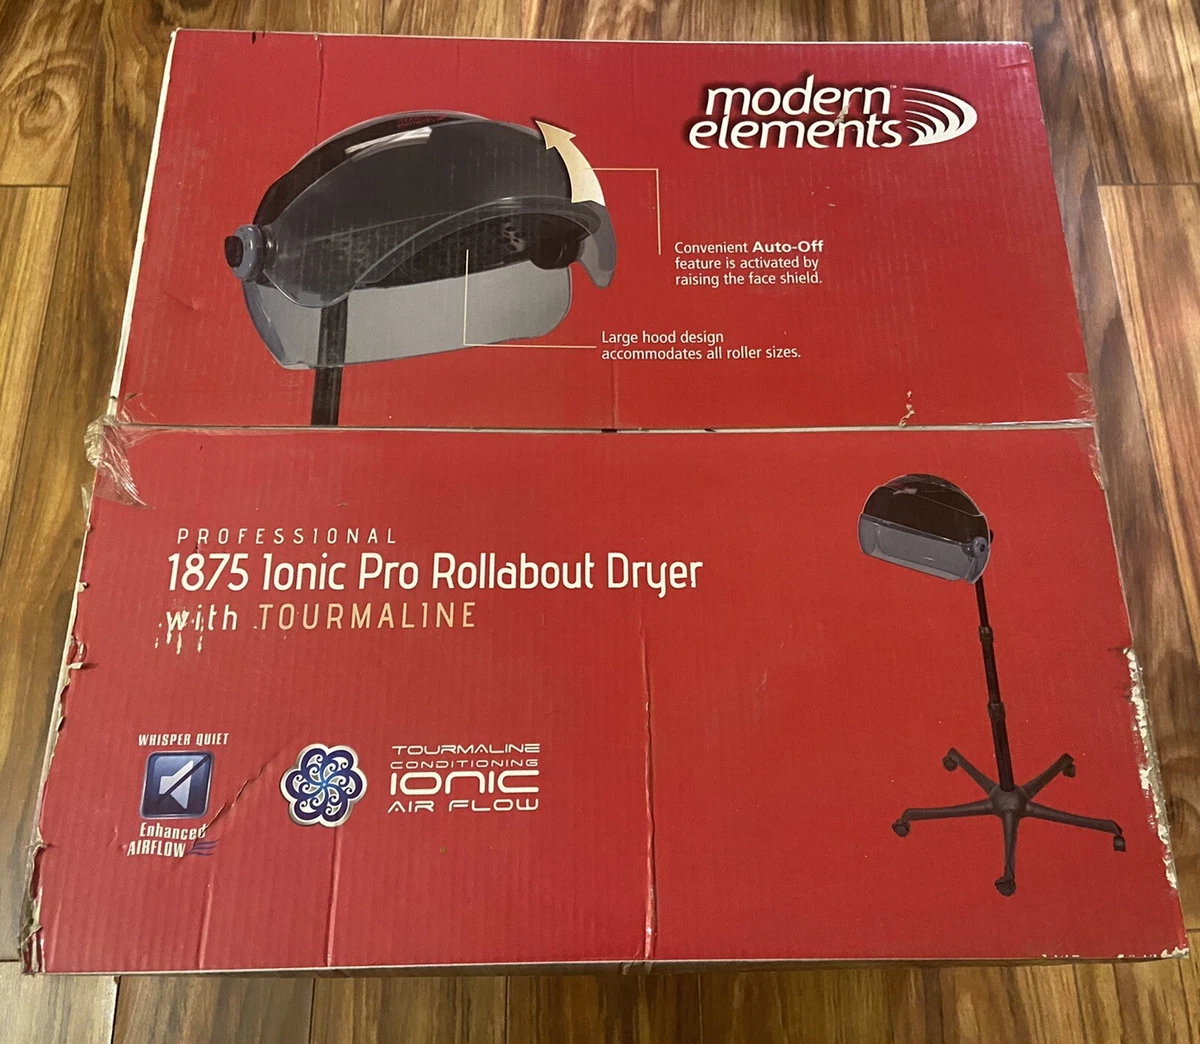 modern™
elements
Convenient Auto-Off
feature is activated by
raising the face shield.
Large hood design
accommodates all roller sizes.
PROFESSIONAL
1875 Ionic Pro Rollabout Dryer
with TOURMALINE
WHISPER QUIET
Enhanced
AIRFLOW
TOURMALINE
CONDITIONING
IONIC
AIR FLOW